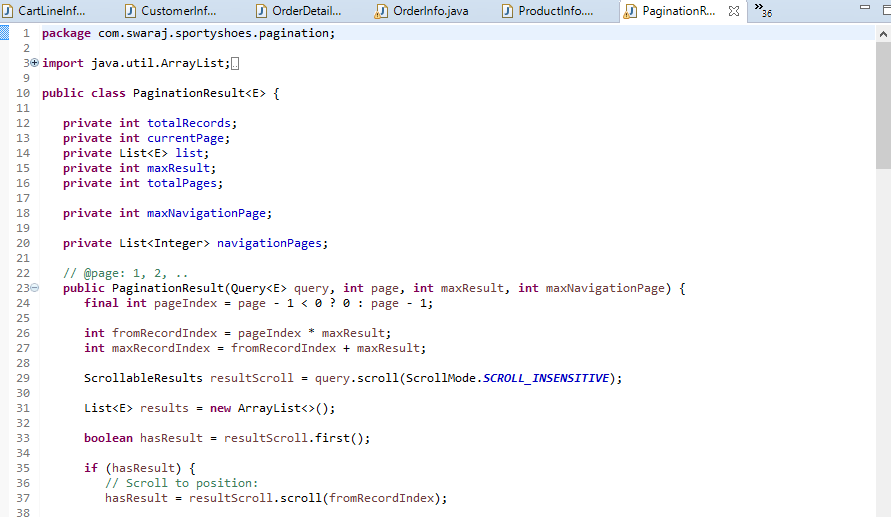 CartLineInf... CustomerInf... OrderDetail... OrderInfo.java ProductInfo.... PaginationR... »36
1 package com.swaraj.sportyshoes.pagination;
2
3 import java.util.ArrayList;
9
10 public class PaginationResult<E> {
11
12 private int totalRecords;
13 private int currentPage;
14 private List<E> list;
15 private int maxResult;
16 private int totalPages;
17
18 private int maxNavigationPage;
19
20 private List<Integer> navigationPages;
21
22 // @page: 1, 2, ..
23 public PaginationResult(Query<E> query, int page, int maxResult, int maxNavigationPage) {
24 final int pageIndex = page - 1 < 0 ? 0 : page - 1;
25
26 int fromRecordIndex = pageIndex * maxResult;
27 int maxRecordIndex = fromRecordIndex + maxResult;
28
29 ScrollableResults resultScroll = query.scroll(ScrollMode.SCROLL_INSENSITIVE);
30
31 List<E> results = new ArrayList<>();
32
33 boolean hasResult = resultScroll.first();
34
35 if (hasResult) {
36 // Scroll to position:
37 hasResult = resultScroll.scroll(fromRecordIndex);
38